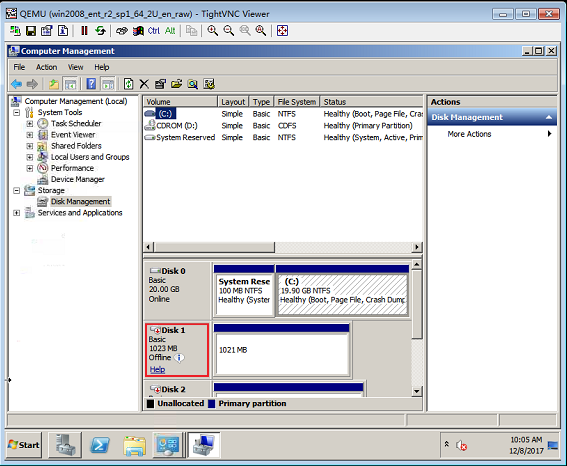 QEMU (win2008_ent_r2_sp1_64_2U_en_raw) - TightVNC Viewer
Ctrl Alt
Computer Management
File Action View Help
Computer Management (Local)
System Tools
Task Scheduler
Event Viewer
Shared Folders
Local Users and Groups
Performance
Device Manager
Storage
Disk Management
Services and Applications
Volume Layout Type File System Status
(C:) Simple Basic NTFS Healthy (Boot, Page File, Cras
CDROM (D:) Simple Basic CDFS Healthy (Primary Partition)
System Reserved Simple Basic NTFS Healthy (System, Active, Prim
Disk 0
Basic
20.00 GB
Online
System Rese
100 MB NTFS
Healthy (Syster
(C:)
19.90 GB NTFS
Healthy (Boot, Page File, Crash Dump
Disk 1
Basic
1023 MB
Offline
Help
1021 MB
Disk 2
Unallocated Primary partition
Actions
Disk Management
More Actions
Start
10:05 AM
12/8/2017